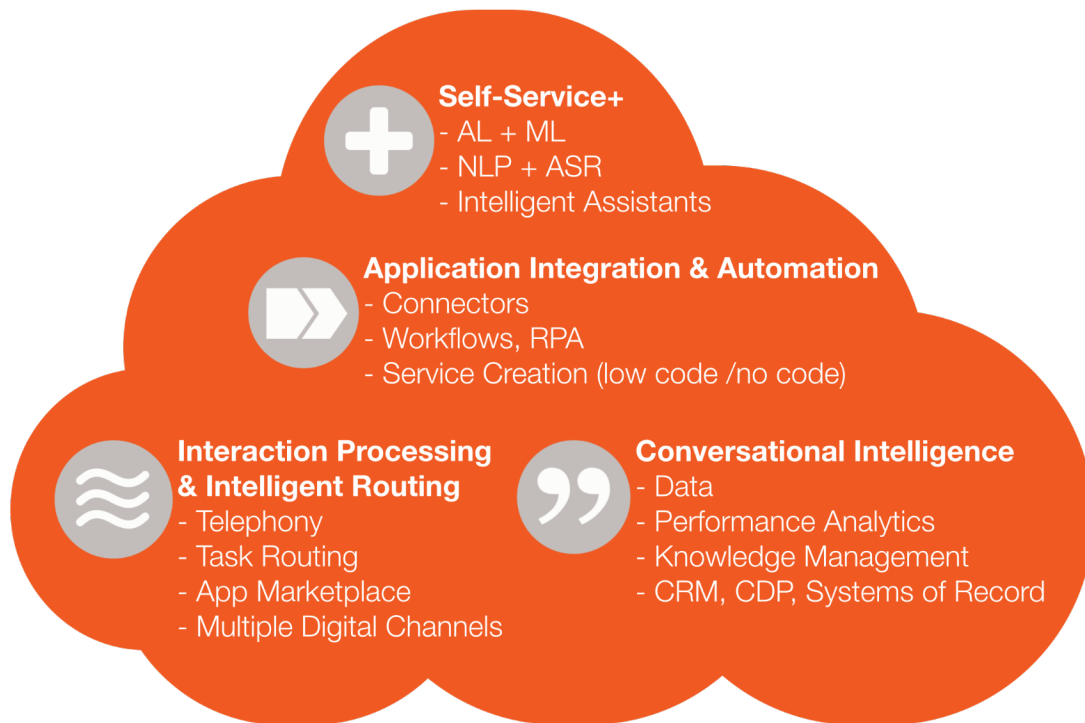 Self-Service+
- AL + ML
- NLP + ASR
- Intelligent Assistants
Application Integration & Automation
- Connectors
- Workflows, RPA
- Service Creation (low code /no code)
Interaction Processing
& Intelligent Routing
- Telephony
- Task Routing
- App Marketplace
- Multiple Digital Channels
Conversational Intelligence
- Data
- Performance Analytics
- Knowledge Management
- CRM, CDP, Systems of Record